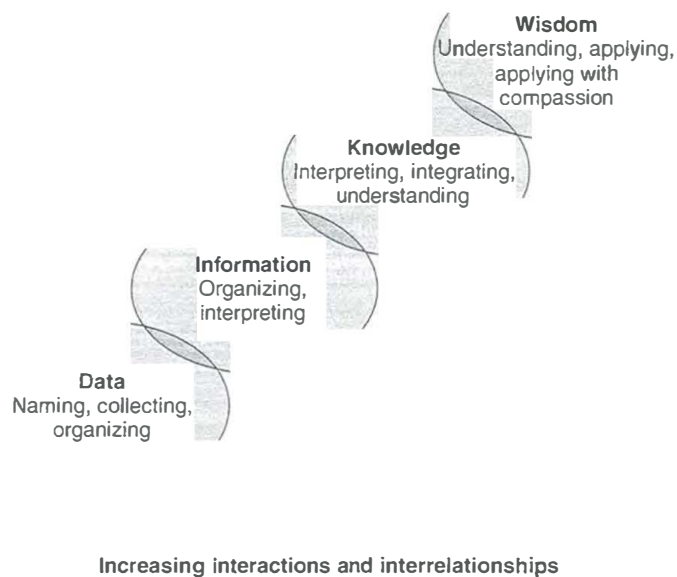 Wisdom
Understanding, applying,
applying with
compassion
Knowledge
Interpreting, integrating,
understanding
Information
Organizing,
interpreting
Data
Naming, collecting,
organizing
Increasing interactions and interrelationships